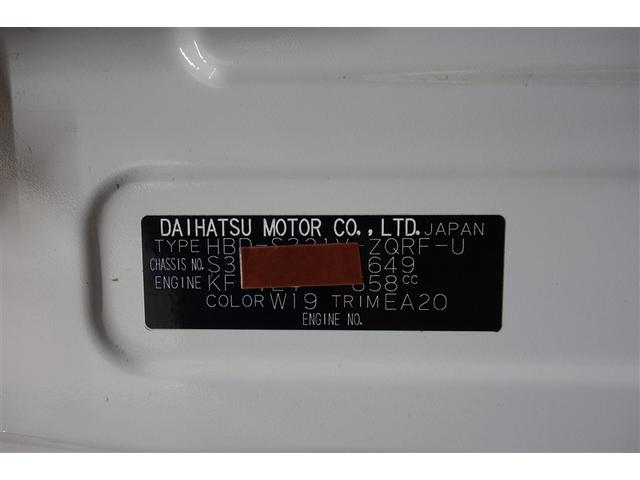 DAIHATSU MOTOR CO.,LTD. JAPAN
TYPE HBD-S331V-ZQRF-U
CHASSIS NO. S3 649
ENGINE KF 658cc
COLOR W19 TRIM EA20
ENGINE NO.